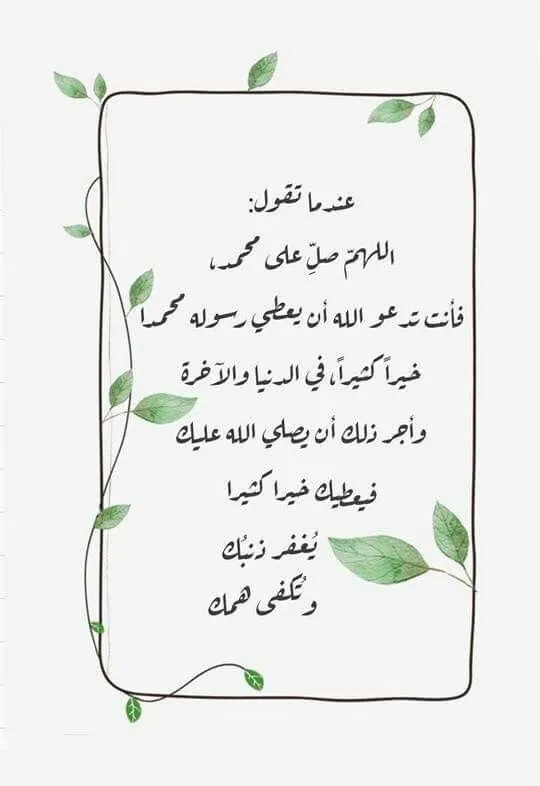 عندما تقول:
اللهمّ صلِّ على محمد،
فأنت تدعو الله أن يعطي رسوله محمدا
خيراً كثيراً، في الدنيا والآخرة
وأجر ذلك أن يصلي الله عليك
فيعطيك خيرا كثيرا
يُغفر ذنبُك
وتُكفى همك